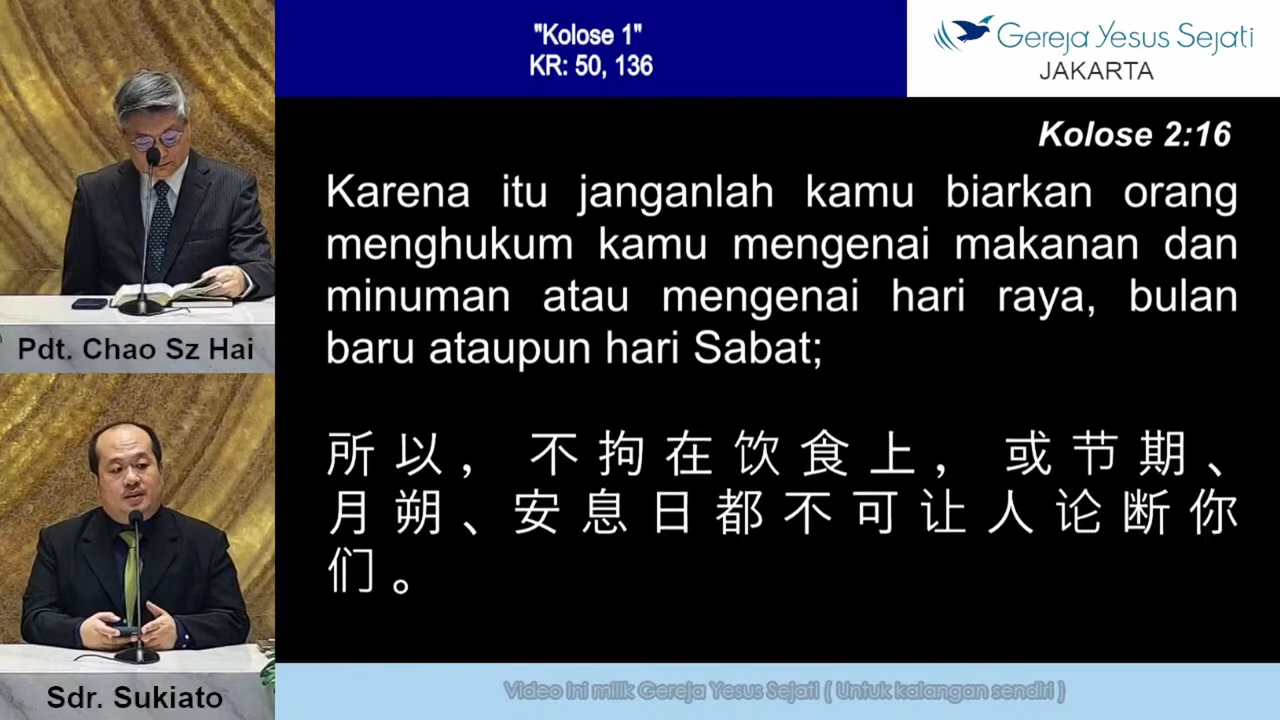 "Kolose 1"
KR: 50, 136
Gereja Yesus Sejati
JAKARTA
Kolose 2:16
Karena itu janganlah kamu biarkan orang
menghukum kamu mengenai makanan dan
minuman atau mengenai hari raya, bulan
baru ataupun hari Sabat;
所以，不拘在饮食上，或节期、
月朔、安息日都不可让人论断你
们。
Pdt. Chao Sz Hai
Sdr. Sukiato
Video ini milik Gereja Yesus Sejati ( Untuk kalangan sendiri )